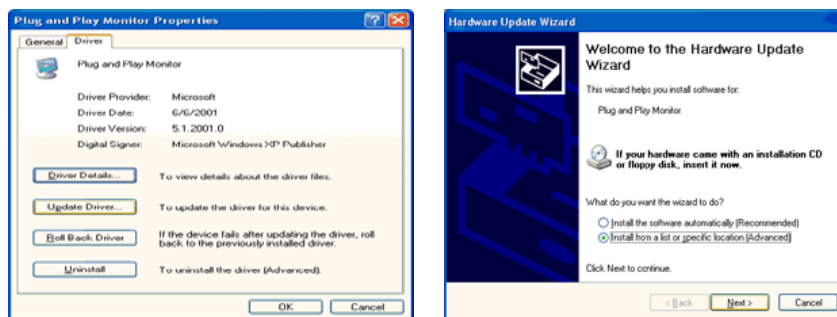 Plug and Play Monitor Properties
General
Driver
Plug and Play Monitor
Driver Provider: Microsoft
Driver Date: 6/6/2001
Driver Version: 5.1.2001.0
Digital Signer: Microsoft Windows XP Publisher
Driver Details...
To view details about the driver files.
Update Driver...
To update the driver for this device.
Roll Back Driver
If the device fails after updating the driver, roll
back to the previously installed driver.
Uninstall
To uninstall the driver (Advanced).
OK
Cancel
Hardware Update Wizard
Welcome to the Hardware Update
Wizard
This wizard helps you install software for:
Plug and Play Monitor
If your hardware came with an installation CD
or floppy disk, insert it now.
What do you want the wizard to do?
Install the software automatically (Recommended)
Install from a list or specific location (Advanced)
Click Next to continue.
< Back
Next >
Cancel